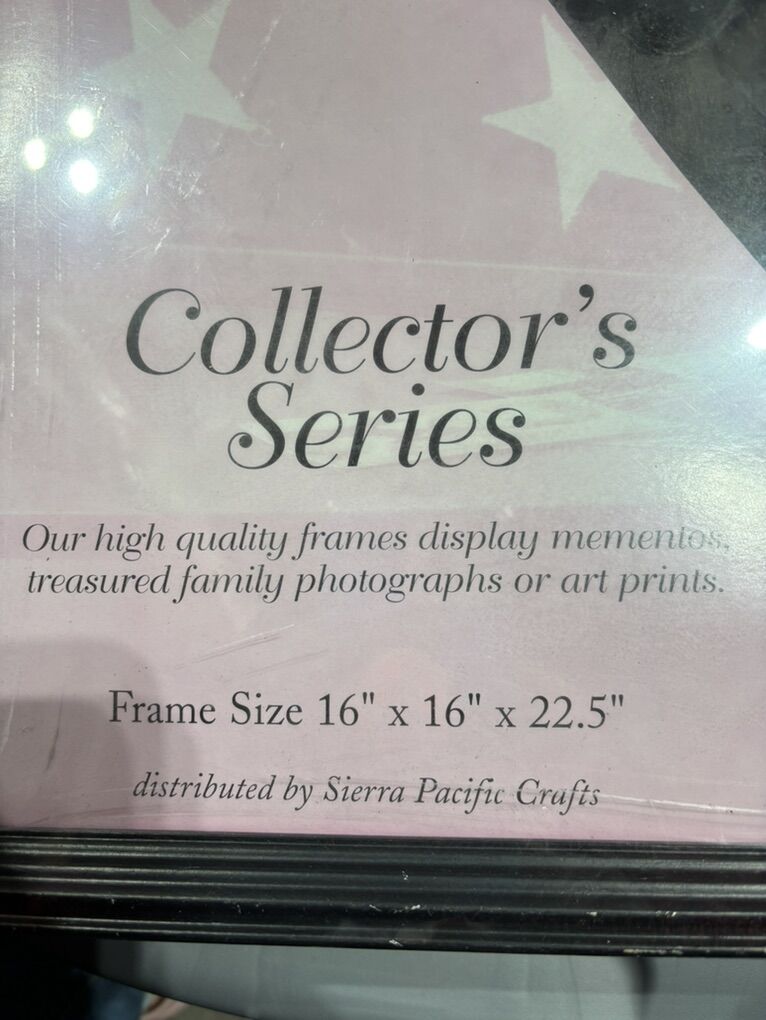 Collector's
Series
Our high quality frames display mementos,
treasured family photographs or art prints.
Frame Size 16" x 16" x 22.5"
distributed by Sierra Pacific Crafts